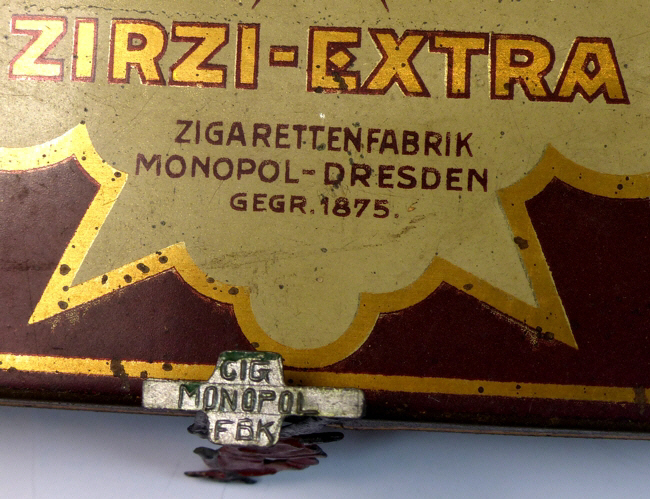 ZIRZI-EXTRA
ZIGARETTENFABRIK
MONOPOL-DRESDEN
GEGR. 1875.
CIG
MONOPOL
FBK